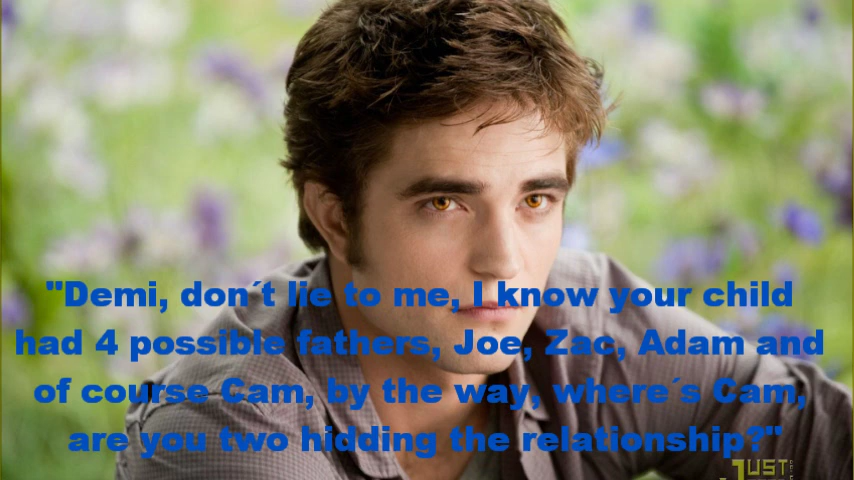 "Demi, don´t lie to me, I know your child
had 4 possible fathers, Joe, Zac, Adam and
of course Cam, by the way, where´s Cam,
are you two hidding the relationship?"
JUST